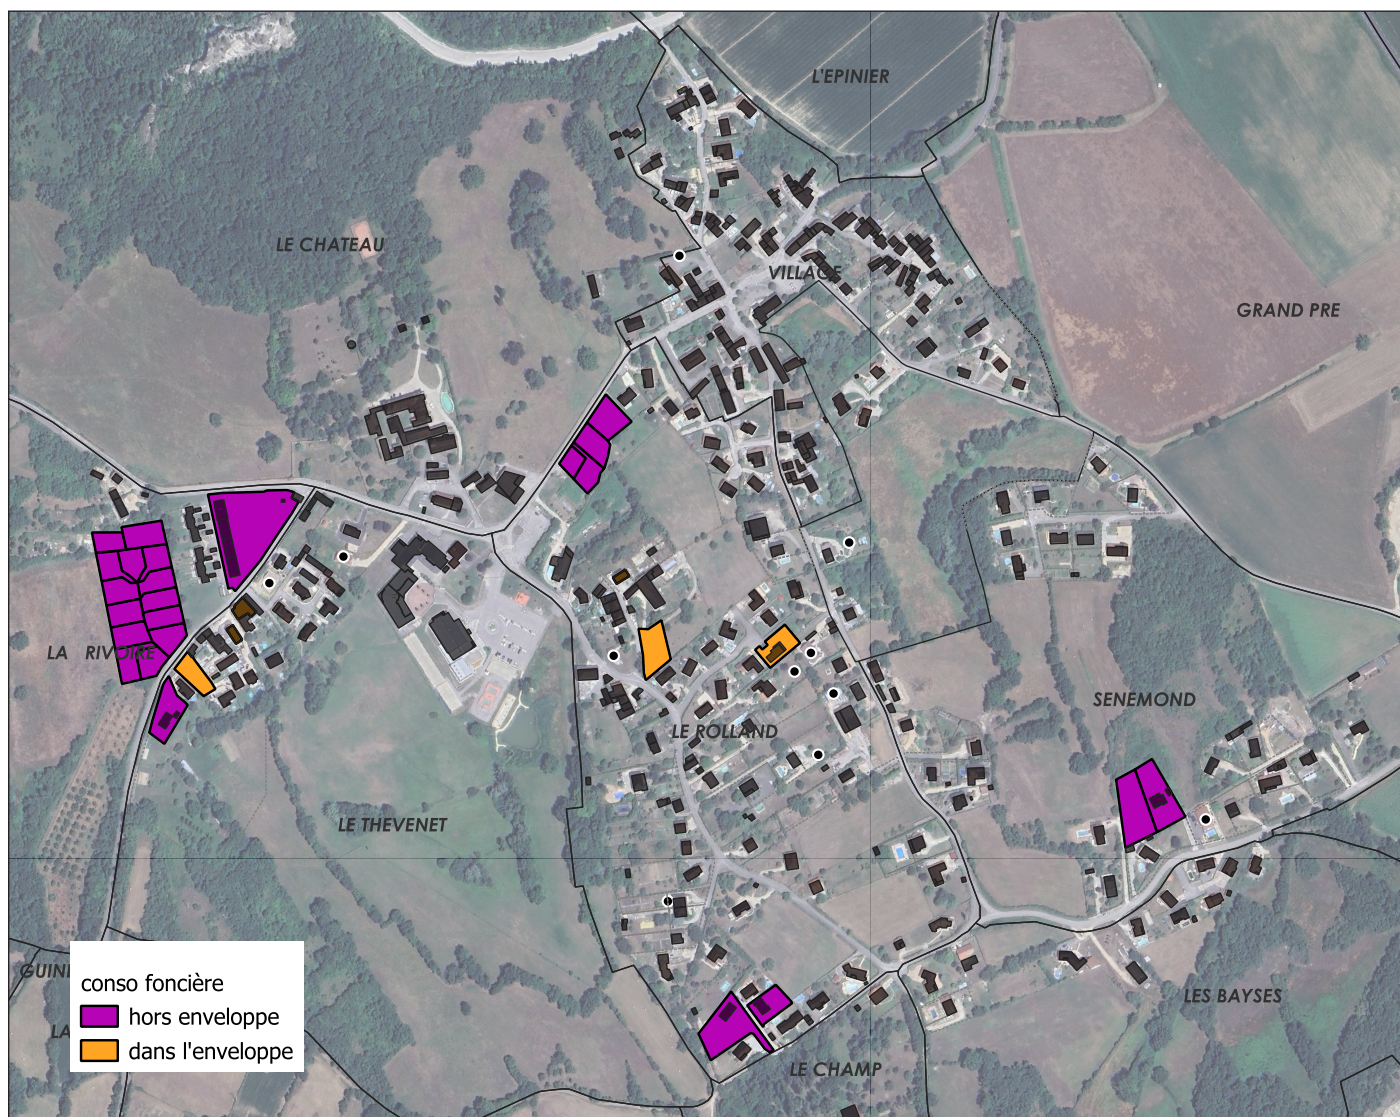 L'EPINIER
LE CHATEAU
VILLAGE
GRAND PRE
LA RIVOIRE
SENEMOND
LE ROLLAND
LE THEVENET
LES BAYSES
LE CHAMP
conso foncière
hors enveloppe
dans l'enveloppe